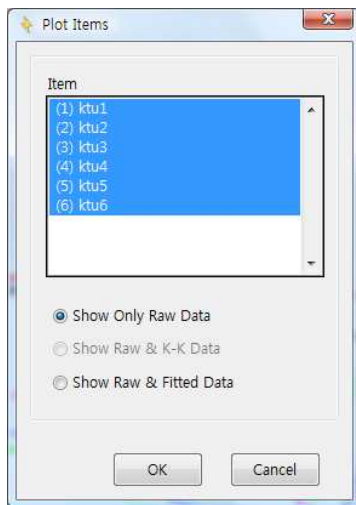 Plot Items
Item
(1) ktu1
(2) ktu2
(3) ktu3
(4) ktu4
(5) ktu5
(6) ktu6
Show Only Raw Data
Show Raw & K-K Data
Show Raw & Fitted Data
OK
Cancel